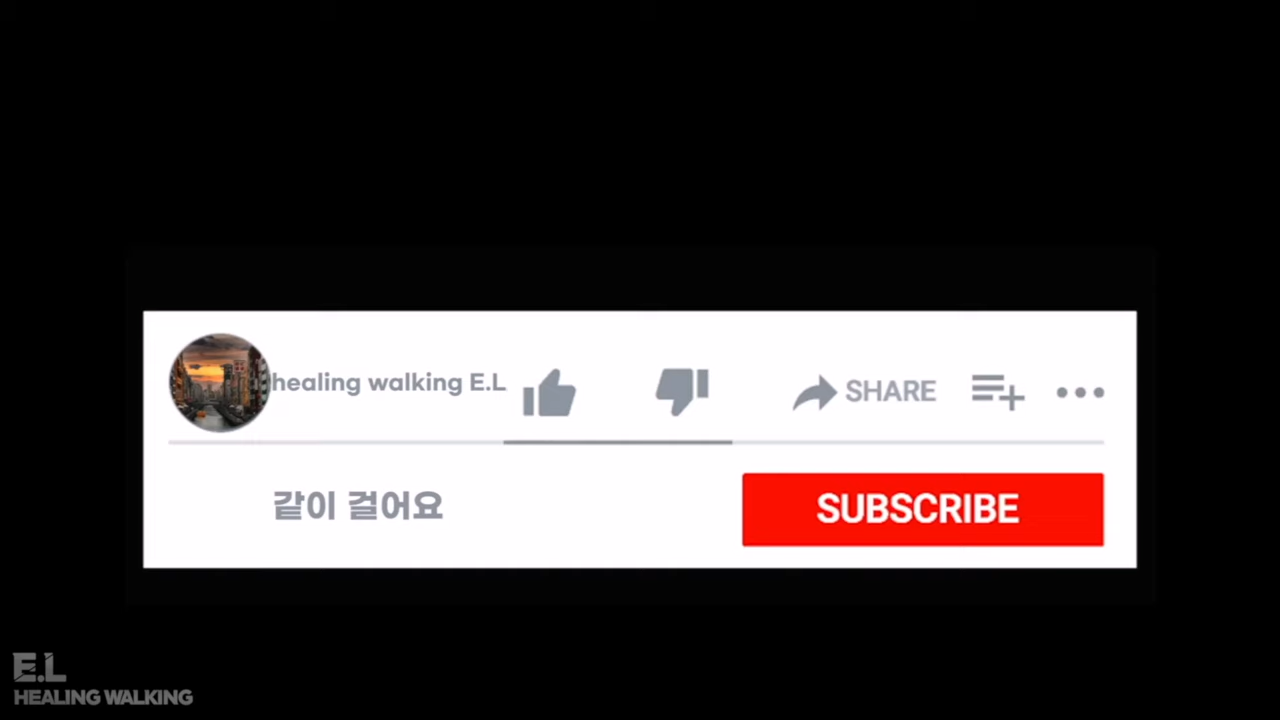 healing walking E.L
SHARE
같이 걸어요
SUBSCRIBE
E.L
HEALING WALKING